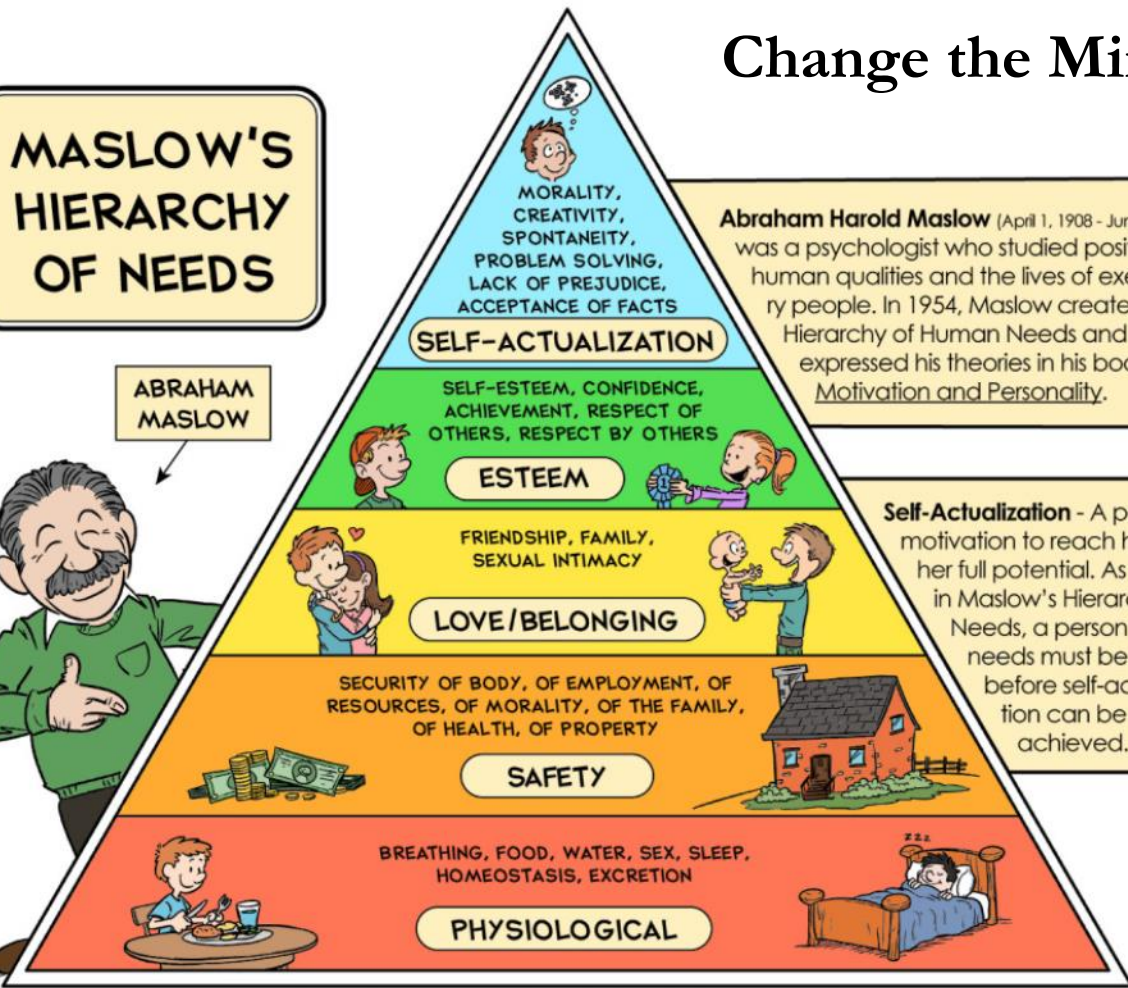 Change the Mi
MASLOW'S
HIERARCHY
OF NEEDS
ABRAHAM
MASLOW
MORALITY,
CREATIVITY,
SPONTANEITY,
PROBLEM SOLVING,
LACK OF PREJUDICE,
ACCEPTANCE OF FACTS
SELF-ACTUALIZATION
SELF-ESTEEM, CONFIDENCE,
ACHIEVEMENT, RESPECT OF
OTHERS, RESPECT BY OTHERS
ESTEEM
1
FRIENDSHIP, FAMILY,
SEXUAL INTIMACY
LOVE/BELONGING
SECURITY OF BODY, OF EMPLOYMENT, OF
RESOURCES, OF MORALITY, OF THE FAMILY,
OF HEALTH, OF PROPERTY
SAFETY
BREATHING, FOOD, WATER, SEX, SLEEP,
HOMEOSTASIS, EXCRETION
PHYSIOLOGICAL
ZZZ
Abraham Harold Maslow (April 1, 1908 - Jun
was a psychologist who studied posit
human qualities and the lives of exe
ry people. In 1954, Maslow create
Hierarchy of Human Needs and
expressed his theories in his boo
Motivation and Personality.
Self-Actualization - A p
motivation to reach h
her full potential. As
in Maslow's Hierar
Needs, a person
needs must be
before self-ac
tion can be
achieved.